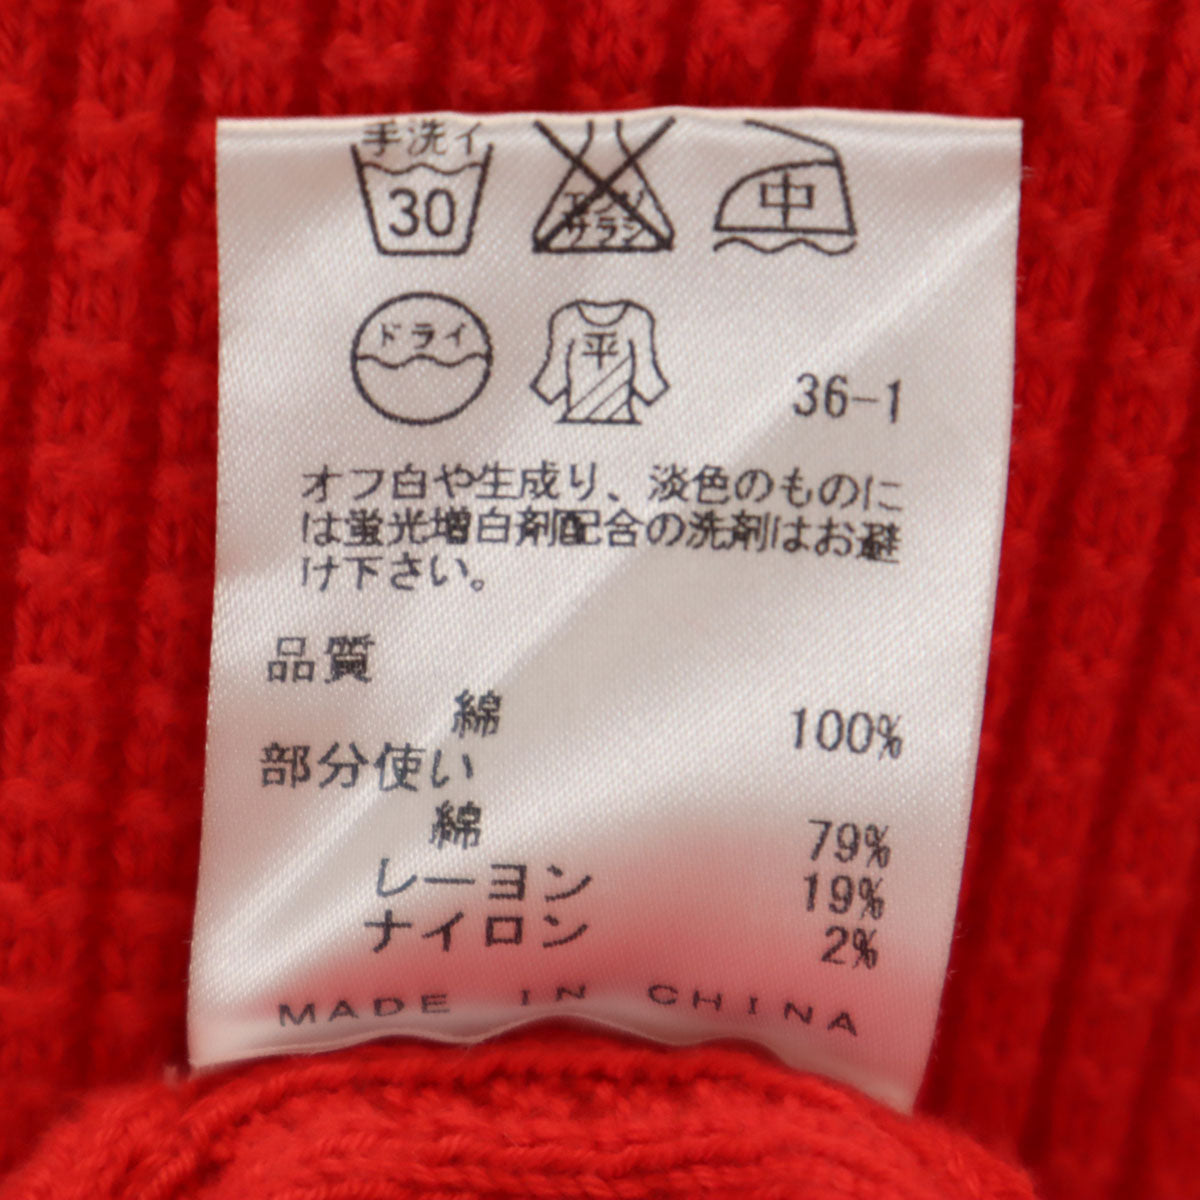 手洗イ
30
エンソ
サラシ
中
ドライ
平
36-1
オフ白や生成り、淡色のものに
は蛍光増白剤配合の洗剤はお避
け下さい。
品質
綿 100%
部分使い
綿 79%
レーヨン 19%
ナイロン 2%
MADE IN CHINA